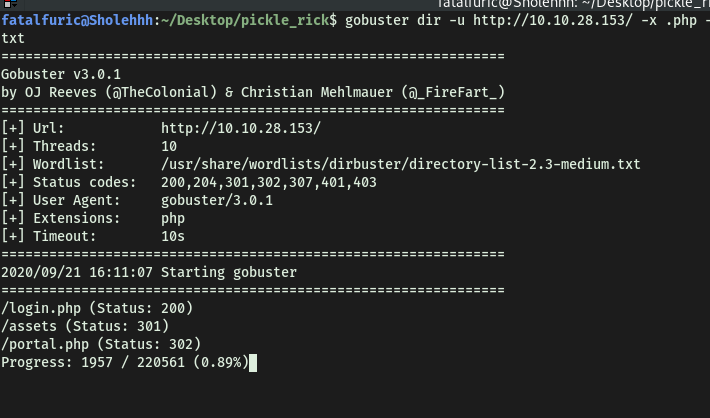 fatalfuric@Sholehhh: ~/Desktop/pickle_ri
fatalfuric@Sholehhh:~/Desktop/pickle_rick$ gobuster dir -u http://10.10.28.153/ -x .php -
txt
===============================================================
Gobuster v3.0.1
by OJ Reeves (@TheColonial) & Christian Mehlmauer (@_FireFart_)
===============================================================
[+] Url:            http://10.10.28.153/
[+] Threads:        10
[+] Wordlist:       /usr/share/wordlists/dirbuster/directory-list-2.3-medium.txt
[+] Status codes:   200,204,301,302,307,401,403
[+] User Agent:     gobuster/3.0.1
[+] Extensions:     php
[+] Timeout:        10s
===============================================================
2020/09/21 16:11:07 Starting gobuster
===============================================================
/login.php (Status: 200)
/assets (Status: 301)
/portal.php (Status: 302)
Progress: 1957 / 220561 (0.89%)